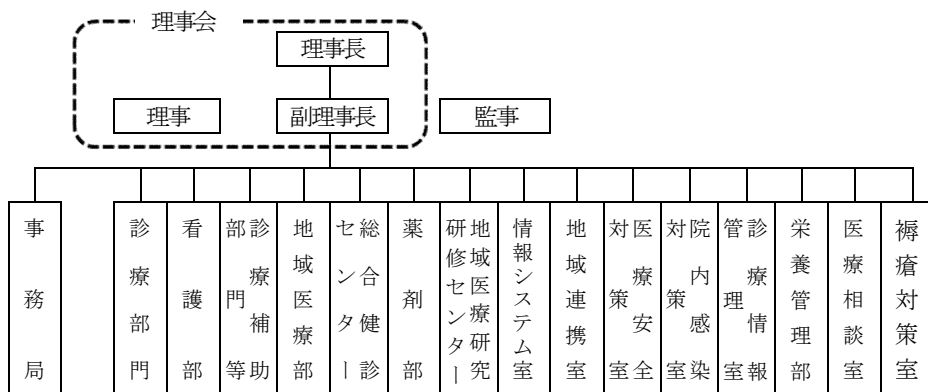 理事会
理事長
理事
副理事長
監事
事務局
診療部門
看護部
診療補助
部門等
地域医療部
総合健診
センター
薬剤部
地域医療研究
研修センター
情報システム室
地域連携室
医療安全
対策室
院内感染
対策室
診療情報
管理室
栄養管理部
医療相談室
褥瘡対策室